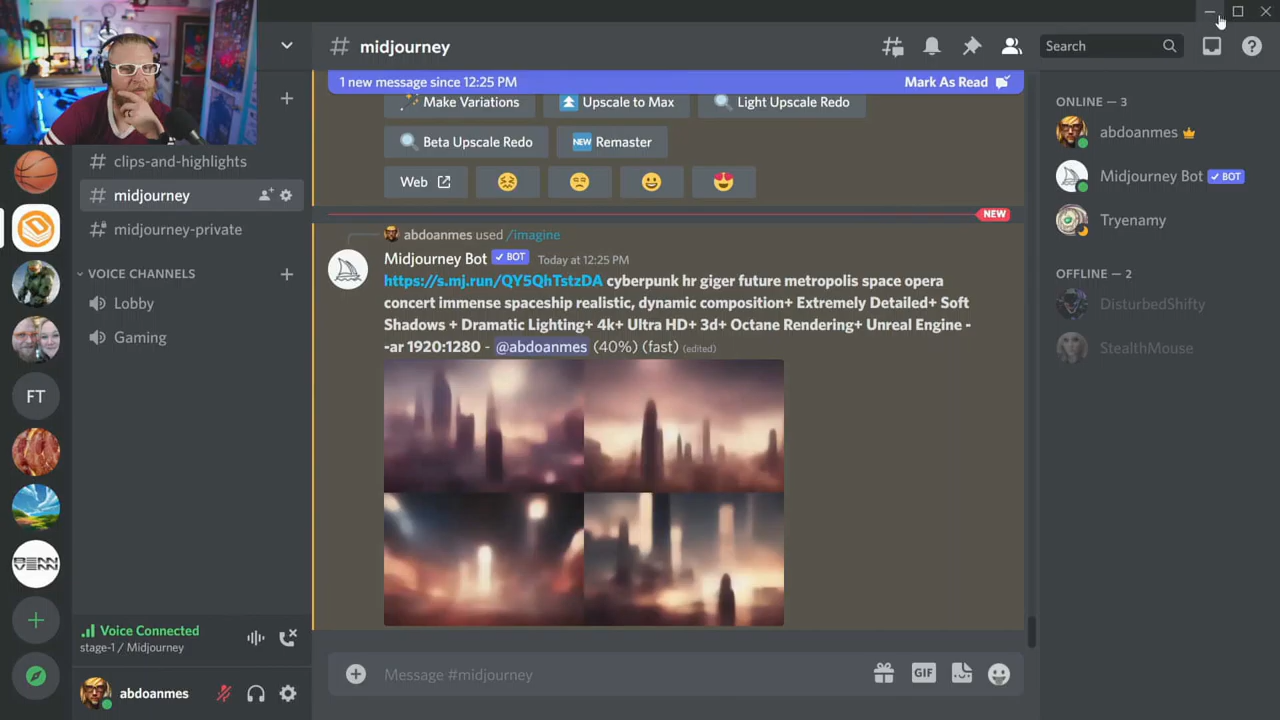 # midjourney
Search
1 new message since 12:25 PM
Mark As Read
Make Variations
Upscale to Max
Light Upscale Redo
Beta Upscale Redo
NEW Remaster
Web
NEW
abdoanmes used /imagine
Midjourney Bot ✔ BOT Today at 12:25 PM
https://s.mj.run/QY5QhTstzDA cyberpunk hr giger future metropolis space opera
concert immense spaceship realistic, dynamic composition+ Extremely Detailed+ Soft
Shadows + Dramatic Lighting+ 4k+ Ultra HD+ 3d+ Octane Rendering+ Unreal Engine -
-ar 1920:1280 - @abdoanmes (40%) (fast) (edited)
Message #midjourney
GIF
# clips-and-highlights
# midjourney
# midjourney-private
VOICE CHANNELS
Lobby
Gaming
FT
BENN
VENN
Voice Connected
stage-1 / Midjourney
abdoanmes
ONLINE — 3
abdoanmes
Midjourney Bot ✔ BOT
Tryenamy
OFFLINE — 2
DisturbedShifty
StealthMouse